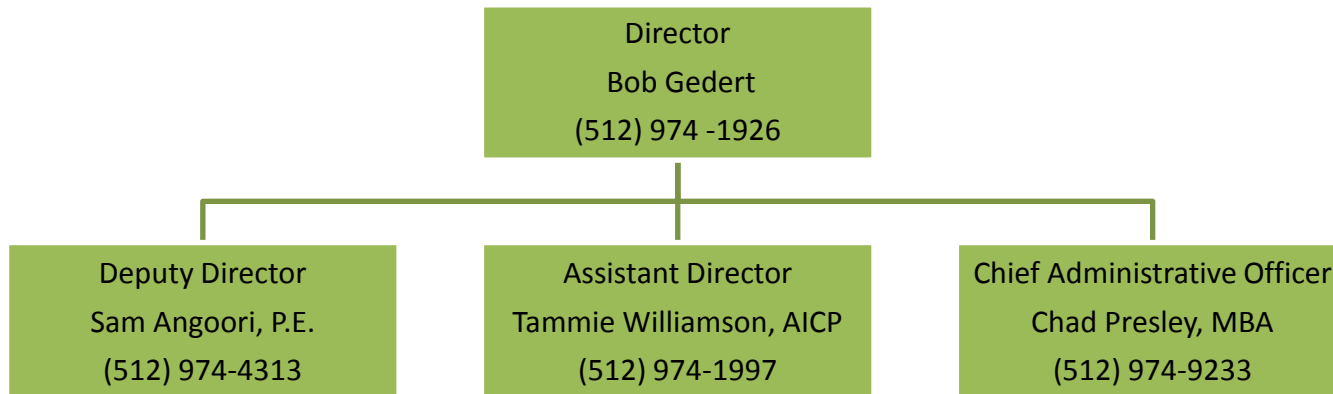 Director
Bob Gedert
(512) 974 -1926
Deputy Director
Sam Angoori, P.E.
(512) 974-4313
Assistant Director
Tammie Williamson, AICP
(512) 974-1997
Chief Administrative Officer
Chad Presley, MBA
(512) 974-9233